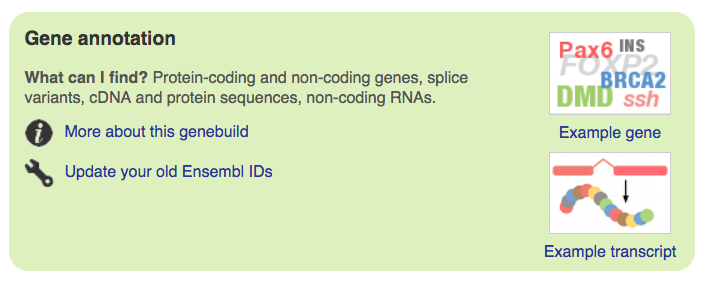 Gene annotation
What can I find? Protein-coding and non-coding genes, splice
variants, cDNA and protein sequences, non-coding RNAs.
More about this genebuild
Update your old Ensembl IDs
Pax6 INS
FOXP2
BRCA2
DMD ssh
Example gene
Example transcript